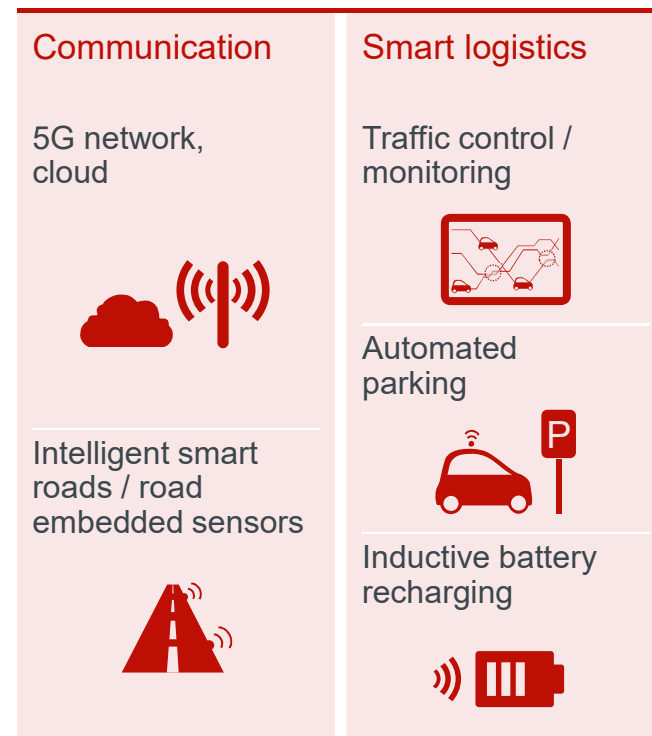 Communication
5G network,
cloud
Intelligent smart
roads / road
embedded sensors
Smart logistics
Traffic control /
monitoring
Automated
parking
P
Inductive battery
recharging